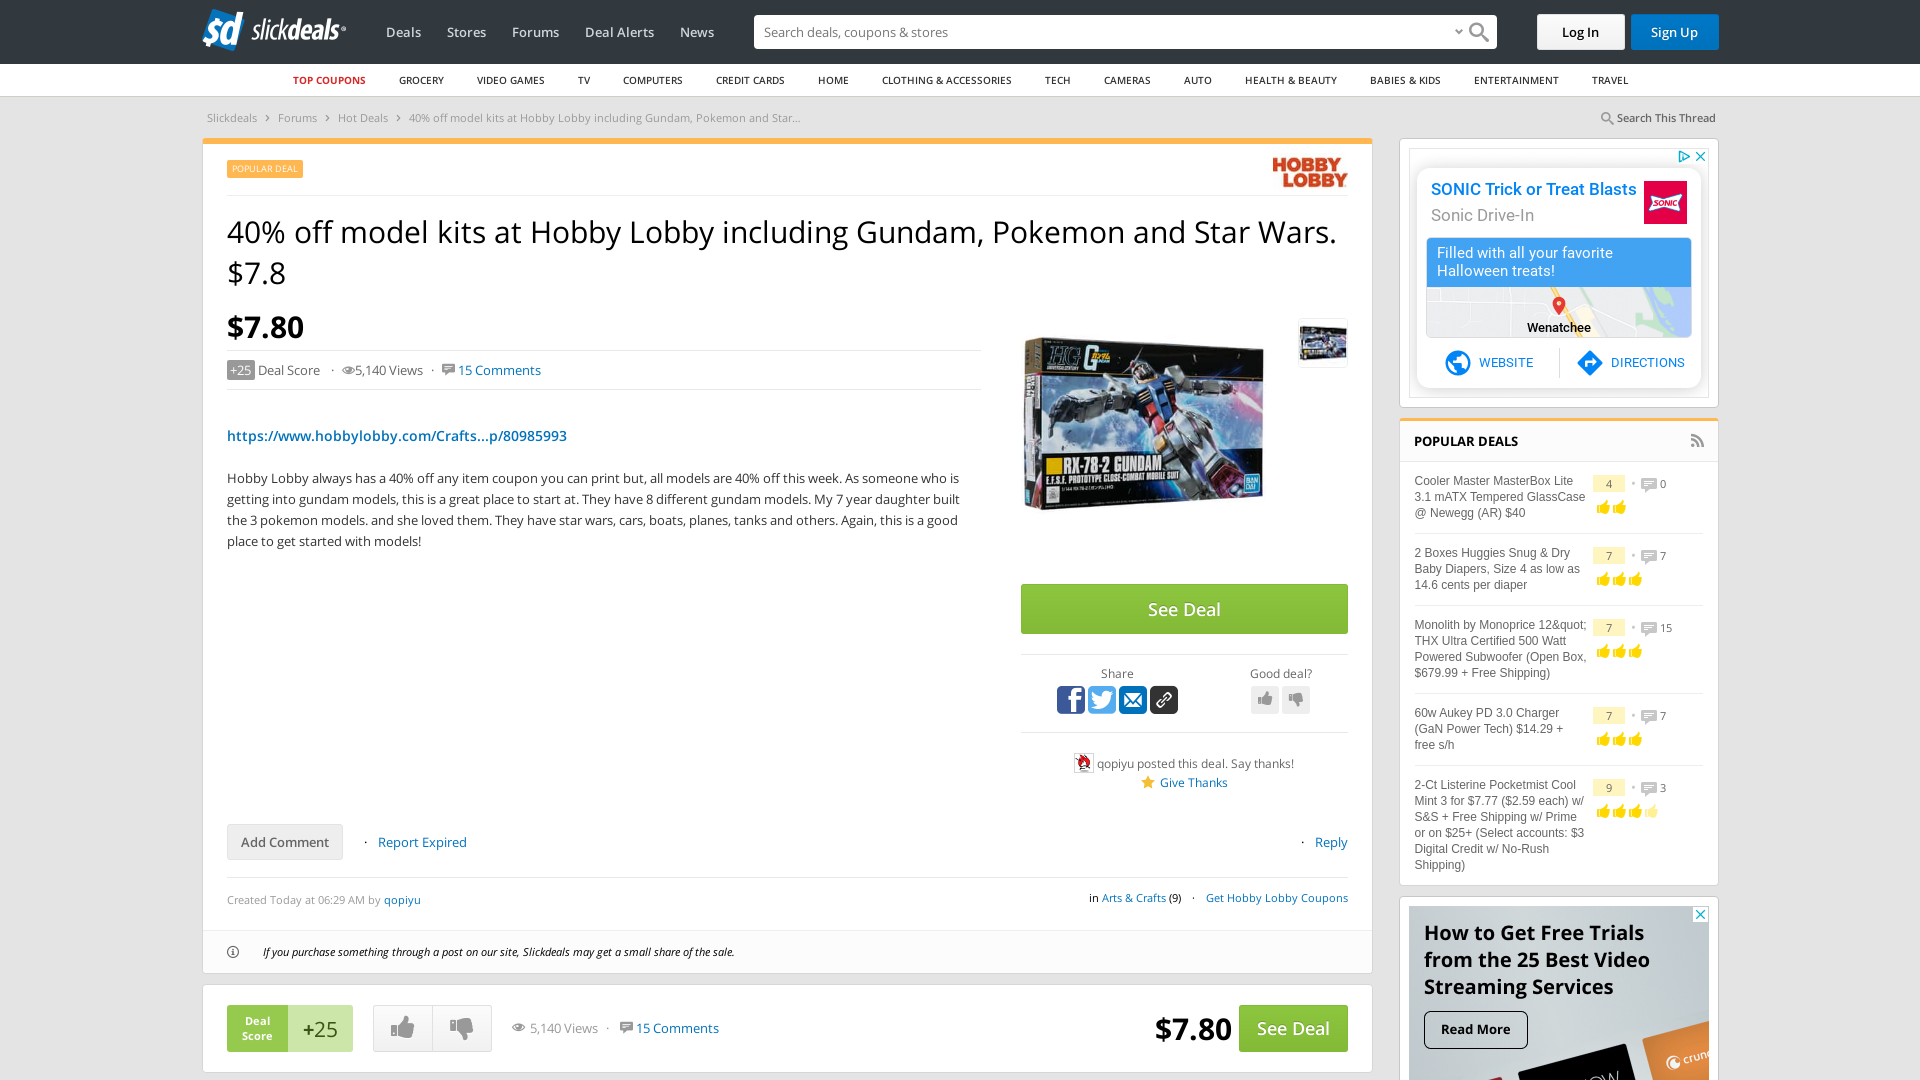 sd slickdeals
Deals Stores Forums Deal Alerts News
Search deals, coupons & stores
Log In
Sign Up
TOP COUPONS GROCERY VIDEO GAMES TV COMPUTERS CREDIT CARDS HOME CLOTHING & ACCESSORIES TECH CAMERAS AUTO HEALTH & BEAUTY BABIES & KIDS ENTERTAINMENT TRAVEL
Slickdeals › Forums › Hot Deals › 40% off model kits at Hobby Lobby including Gundam, Pokemon and Star...
Search This Thread
POPULAR DEAL
HOBBY
LOBBY
40% off model kits at Hobby Lobby including Gundam, Pokemon and Star Wars.
$7.8
$7.80
+25 Deal Score · 5,140 Views · 15 Comments
https://www.hobbylobby.com/Crafts...p/80985993
Hobby Lobby always has a 40% off any item coupon you can print but, all models are 40% off this week. As someone who is
getting into gundam models, this is a great place to start at. They have 8 different gundam models. My 7 year daughter built
the 3 pokemon models. and she loved them. They have star wars, cars, boats, planes, tanks and others. Again, this is a good
place to get started with models!
HG
RX-78-2 GUNDAM
E.F.S.F. PROTOTYPE CLOSE-COMBAT MOBILE SUIT
BAN
DAI
See Deal
Share
Good deal?
qopiyu posted this deal. Say thanks!
Give Thanks
Add Comment · Report Expired
· Reply
Created Today at 06:29 AM by qopiyu
in Arts & Crafts (9) · Get Hobby Lobby Coupons
If you purchase something through a post on our site, Slickdeals may get a small share of the sale.
Deal
Score
+25
5,140 Views · 15 Comments
$7.80
See Deal
SONIC Trick or Treat Blasts
Sonic Drive-In
SONIC
Filled with all your favorite
Halloween treats!
Wenatchee
WEBSITE
DIRECTIONS
POPULAR DEALS
Cooler Master MasterBox Lite
3.1 mATX Tempered GlassCase
@ Newegg (AR) $40
4 • 0
2 Boxes Huggies Snug & Dry
Baby Diapers, Size 4 as low as
14.6 cents per diaper
7 • 7
Monolith by Monoprice 12&quot;
THX Ultra Certified 500 Watt
Powered Subwoofer (Open Box,
$679.99 + Free Shipping)
7 • 15
60w Aukey PD 3.0 Charger
(GaN Power Tech) $14.29 +
free s/h
7 • 7
2-Ct Listerine Pocketmist Cool
Mint 3 for $7.77 ($2.59 each) w/
S&S + Free Shipping w/ Prime
or on $25+ (Select accounts: $3
Digital Credit w/ No-Rush
Shipping)
9 • 3
How to Get Free Trials
from the 25 Best Video
Streaming Services
Read More